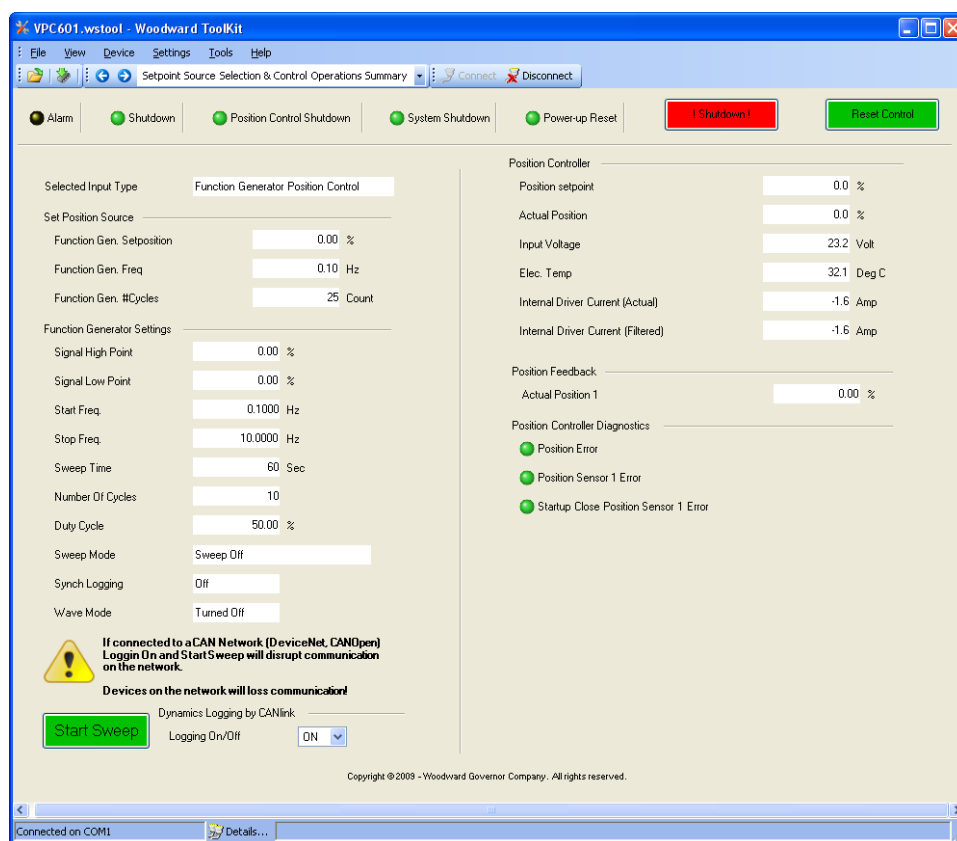 VPC601.wstool - Woodward ToolKit
File View Device Settings Tools Help
Setpoint Source Selection & Control Operations Summary Connect Disconnect
Alarm Shutdown Position Control Shutdown System Shutdown Power-up Reset ! Shutdown ! Reset Control
Selected Input Type Function Generator Position Control
Set Position Source
Function Gen. Setposition 0.00 %
Function Gen. Freq 0.10 Hz
Function Gen. #Cycles 25 Count
Function Generator Settings
Signal High Point 0.00 %
Signal Low Point 0.00 %
Start Freq. 0.1000 Hz
Stop Freq. 10.0000 Hz
Sweep Time 60 Sec
Number Of Cycles 10
Duty Cycle 50.00 %
Sweep Mode Sweep Off
Synch Logging Off
Wave Mode Turned Off
If connected to a CAN Network (DeviceNet, CANOpen)
Loggin On and Start Sweep will disrupt communication
on the network.
Devices on the network will loss communication!
Dynamics Logging by CANlink
Start Sweep Logging On/Off ON
Position Controller
Position setpoint 0.0 %
Actual Position 0.0 %
Input Voltage 23.2 Volt
Elec. Temp 32.1 Deg C
Internal Driver Current (Actual) -1.6 Amp
Internal Driver Current (Filtered) -1.6 Amp
Position Feedback
Actual Position 1 0.00 %
Position Controller Diagnostics
Position Error
Position Sensor 1 Error
Startup Close Position Sensor 1 Error
Copyright © 2009 - Woodward Governor Company. All rights reserved.
Connected on COM1 Details...